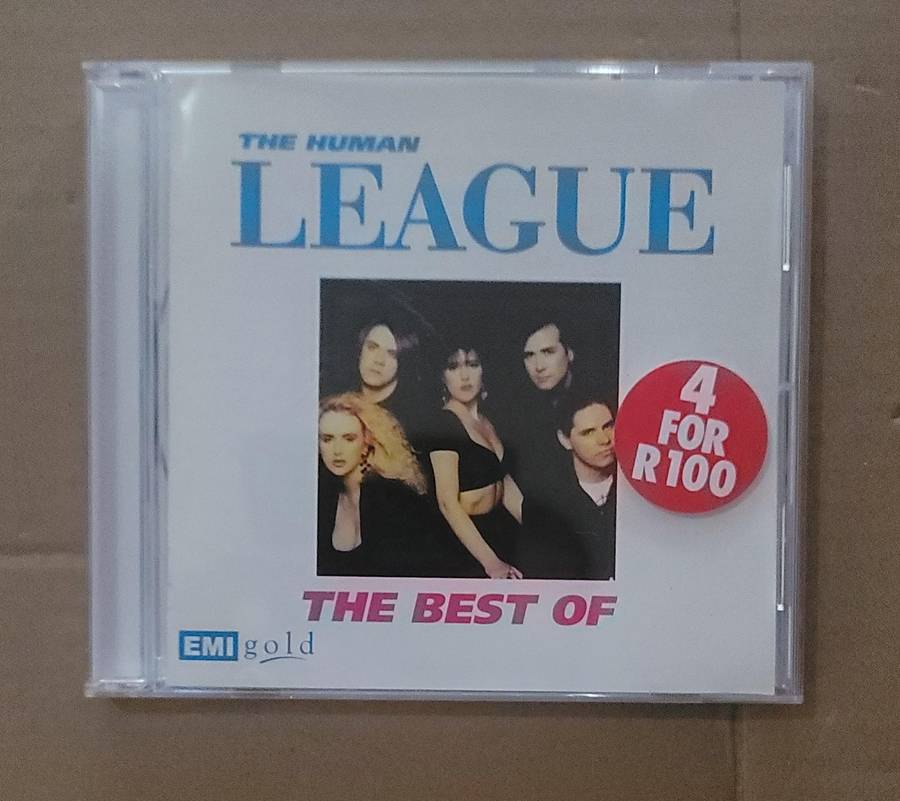 THE HUMAN
LEAGUE
4
FOR
R100
THE BEST OF
EMI gold